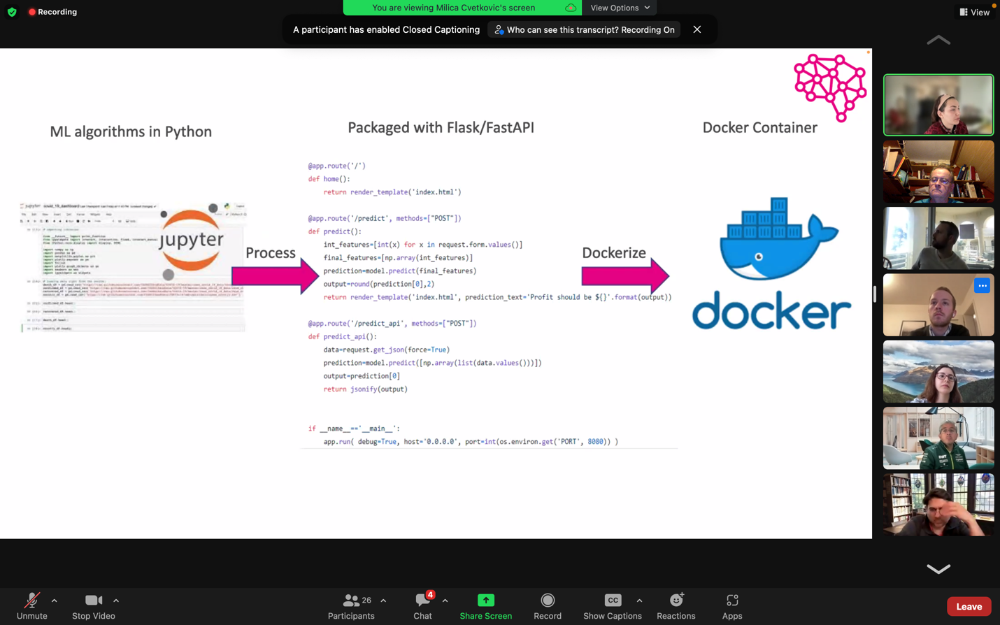 Recording
You are viewing Milica Cvetkovic's screen
View Options
View
A participant has enabled Closed Captioning
Who can see this transcript? Recording On
ML algorithms in Python
Packaged with Flask/FastAPI
Docker Container
jupyter
Process
@app.route('/')
def home():
return render_template('index.html')
@app.route('/predict', methods=["POST"])
def predict():
int_features=[int(x) for x in request.form.values()]
final_features=[np.array(int_features)]
prediction=model.predict(final_features)
output=round(prediction[0],2)
return render_template('index.html', prediction_text='Profit should be ${}'.format(output))
@app.route('/predict_api', methods=["POST"])
def predict_api():
data=request.get_json(force=True)
prediction=model.predict([np.array(list(data.values()))])
output=prediction[0]
return jsonify(output)
if __name__=='__main__':
app.run( debug=True, host='0.0.0.0', port=int(os.environ.get('PORT', 8080)) )
Dockerize
docker
Unmute
Stop Video
26
Participants
4
Chat
Share Screen
Record
CC
Show Captions
Reactions
Apps
Leave